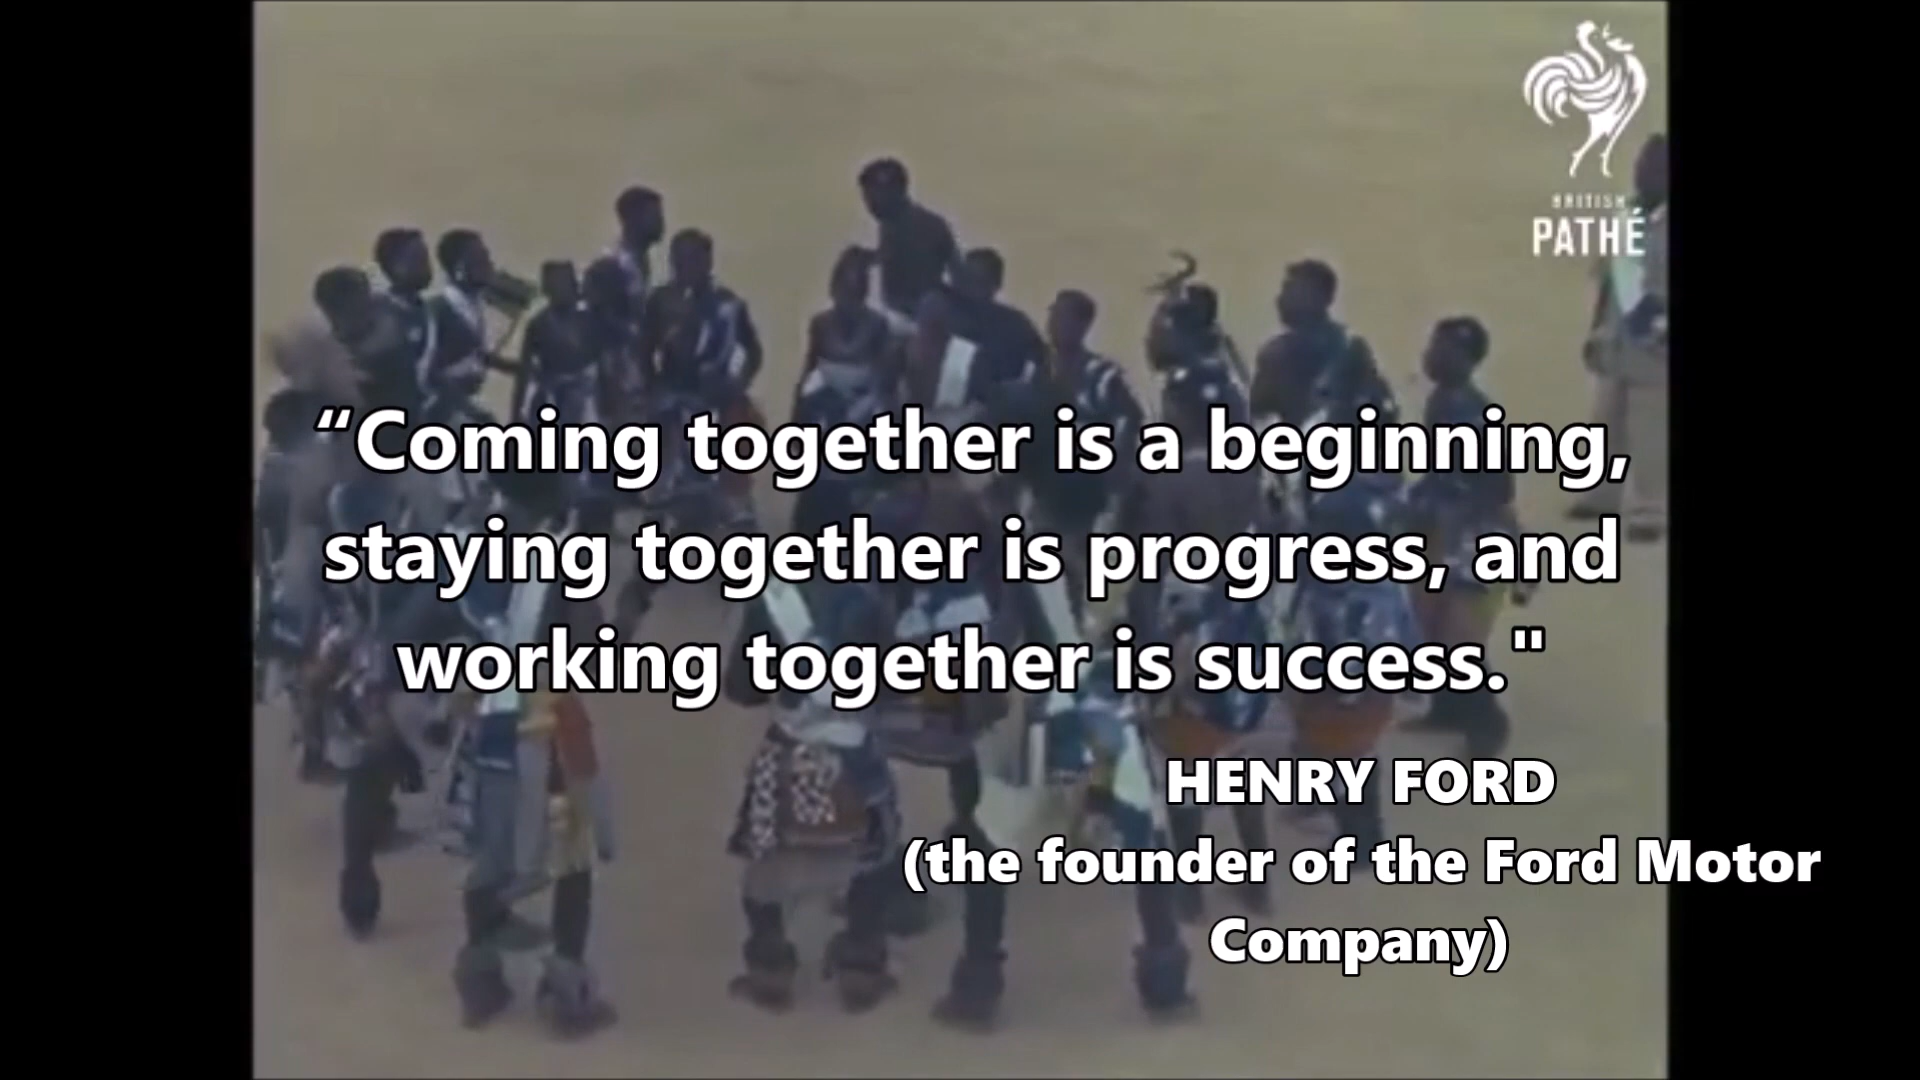 BRITISH
PATHÉ
“Coming together is a beginning,
staying together is progress, and
working together is success."
HENRY FORD
(the founder of the Ford Motor
Company)